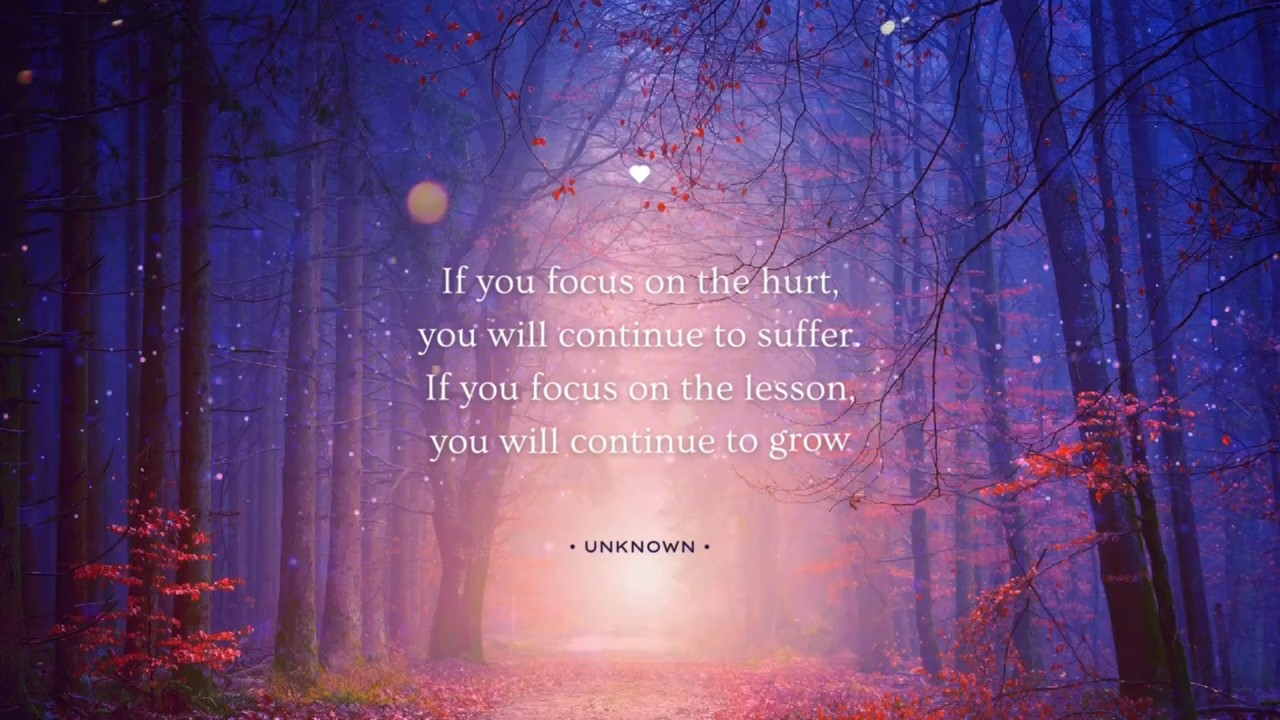 If you focus on the hurt,
you will continue to suffer.
If you focus on the lesson,
you will continue to grow
• UNKNOWN •